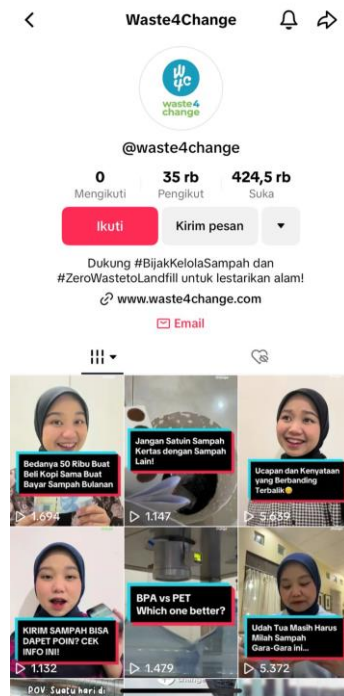 Waste4Change
W4C
waste4
change
@waste4change
0 35 rb 424,5 rb
Mengikuti Pengikut Suka
Ikuti Kirim pesan
Dukung #BijakKelolaSampah dan
#ZeroWastetoLandfill untuk lestarikan alam!
www.waste4change.com
Email
Bedanya 50 Ribu Buat
Beli Kopi Sama Buat
Bayar Sampah Bulanan
1.694
Jangan Satuin Sampah
Kertas dengan Sampah
Lain!
1.147
Ucapan dan Kenyataan
yang Berbanding
Terbalik😅
5.639
KIRIM SAMPAH BISA
DAPET POIN? CEK
INFO INI!
1.132
BPA vs PET
Which one better?
1.479
Udah Tua Masih Harus
Milah Sampah
Gara-Gara ini...
5.372
POV Suatu hari di
change